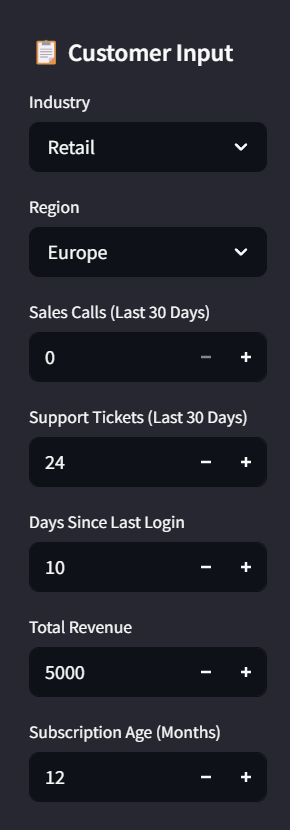 📋 Customer Input
Industry
Retail
Region
Europe
Sales Calls (Last 30 Days)
0
Support Tickets (Last 30 Days)
24
Days Since Last Login
10
Total Revenue
5000
Subscription Age (Months)
12